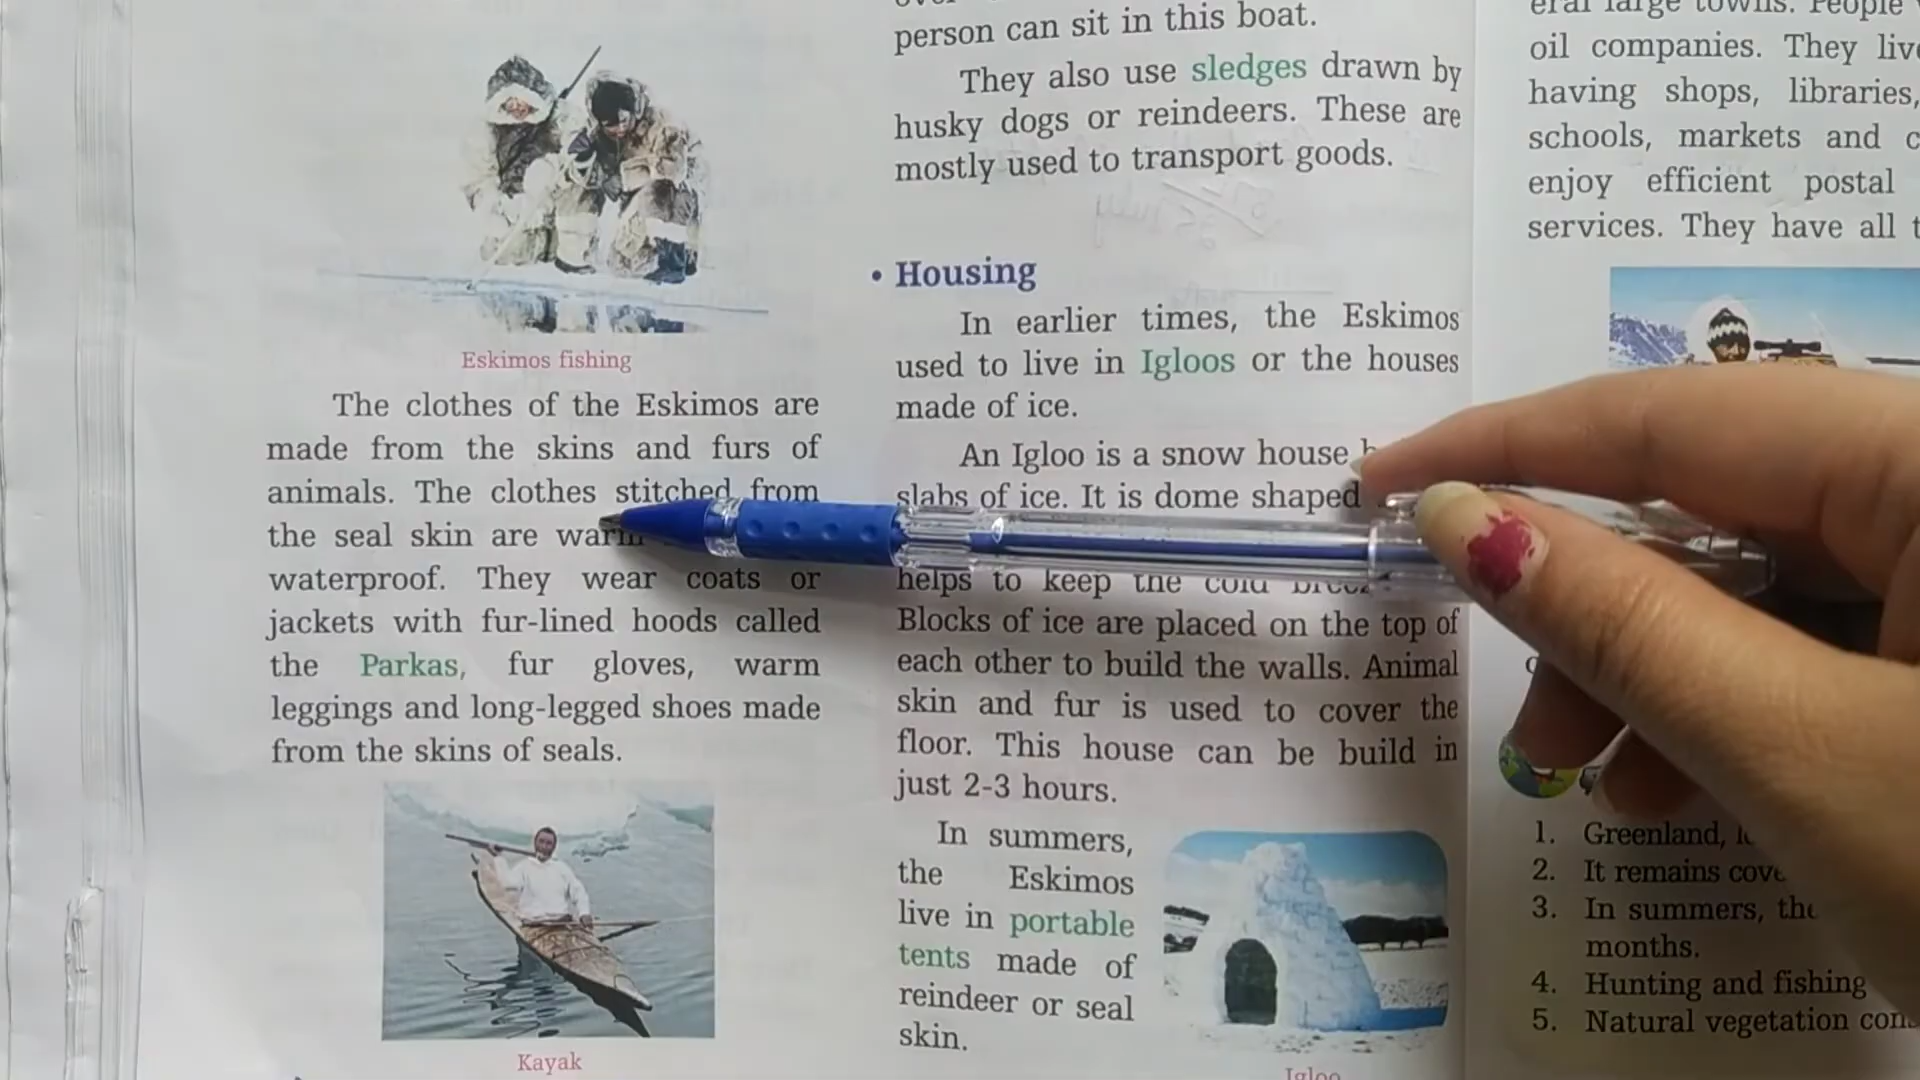 Eskimos fishing
The clothes of the Eskimos are
made from the skins and furs of
animals. The clothes stitched from
the seal skin are warm
waterproof. They wear coats or
jackets with fur-lined hoods called
the Parkas, fur gloves, warm
leggings and long-legged shoes made
from the skins of seals.
Kayak
person can sit in this boat.
They also use sledges drawn by
husky dogs or reindeers. These are
mostly used to transport goods.
• Housing
In earlier times, the Eskimos
used to live in Igloos or the houses
made of ice.
An Igloo is a snow house
slabs of ice. It is dome shaped
helps to keep the cold
Blocks of ice are placed on the top of
each other to build the walls. Animal
skin and fur is used to cover the
floor. This house can be build in
just 2-3 hours.
In summers,
the Eskimos
live in portable
tents made of
reindeer or seal
skin.
Igloo
eral large towns. People
oil companies. They
having shops, libraries,
schools, markets and
enjoy efficient postal
services. They have all
1. Greenland,
2. It remains
3. In summers,
months.
4. Hunting and fishing
5. Natural vegetation